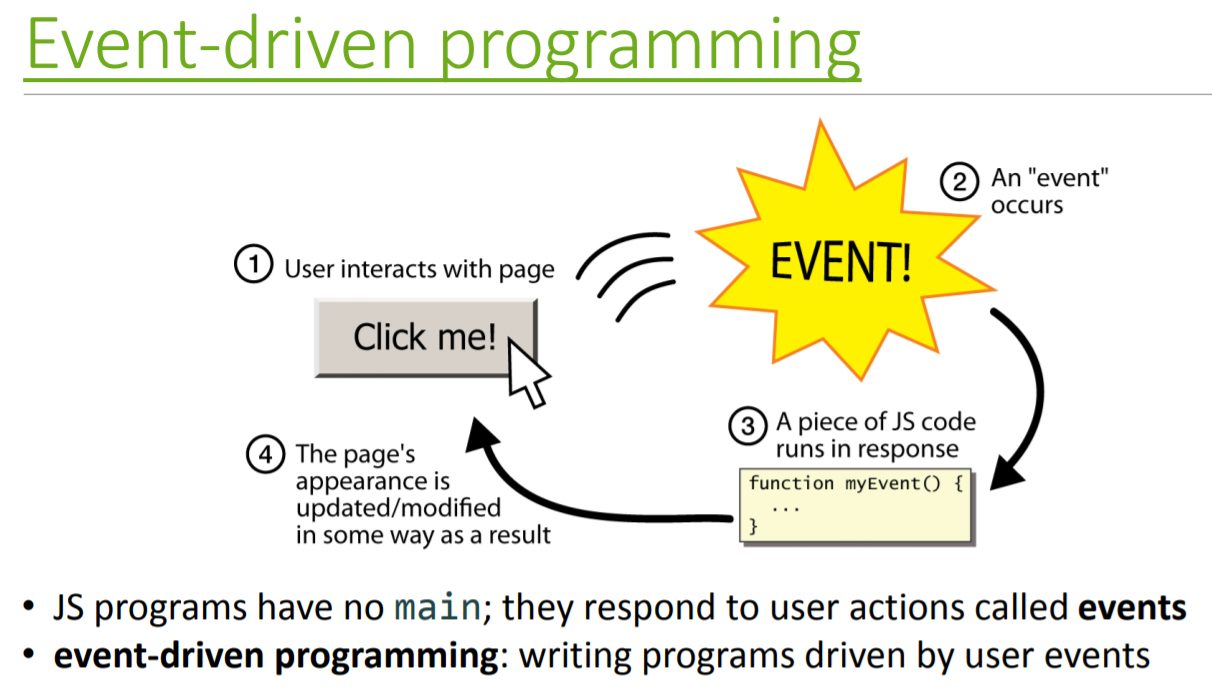 Event-driven programming
① User interacts with page
Click me!
EVENT!
② An "event"
occurs
③ A piece of JS code
runs in response
function myEvent() {
...
}
④ The page's
appearance is
updated/modified
in some way as a result
• JS programs have no main; they respond to user actions called events
• event-driven programming: writing programs driven by user events